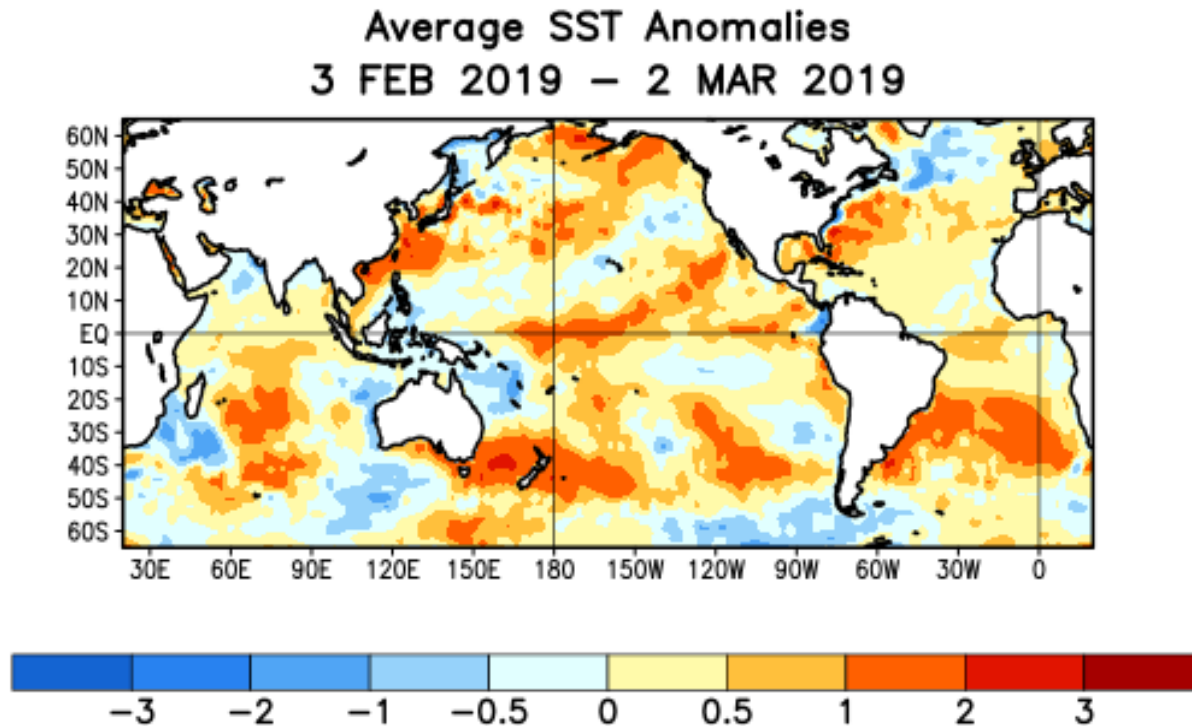 Average SST Anomalies
3 FEB 2019 – 2 MAR 2019
60N
50N
40N
30N
20N
10N
EQ
10S
20S
30S
40S
50S
60S
30E 60E 90E 120E 150E 180 150W 120W 90W 60W 30W 0
−3 −2 −1 −0.5 0 0.5 1 2 3